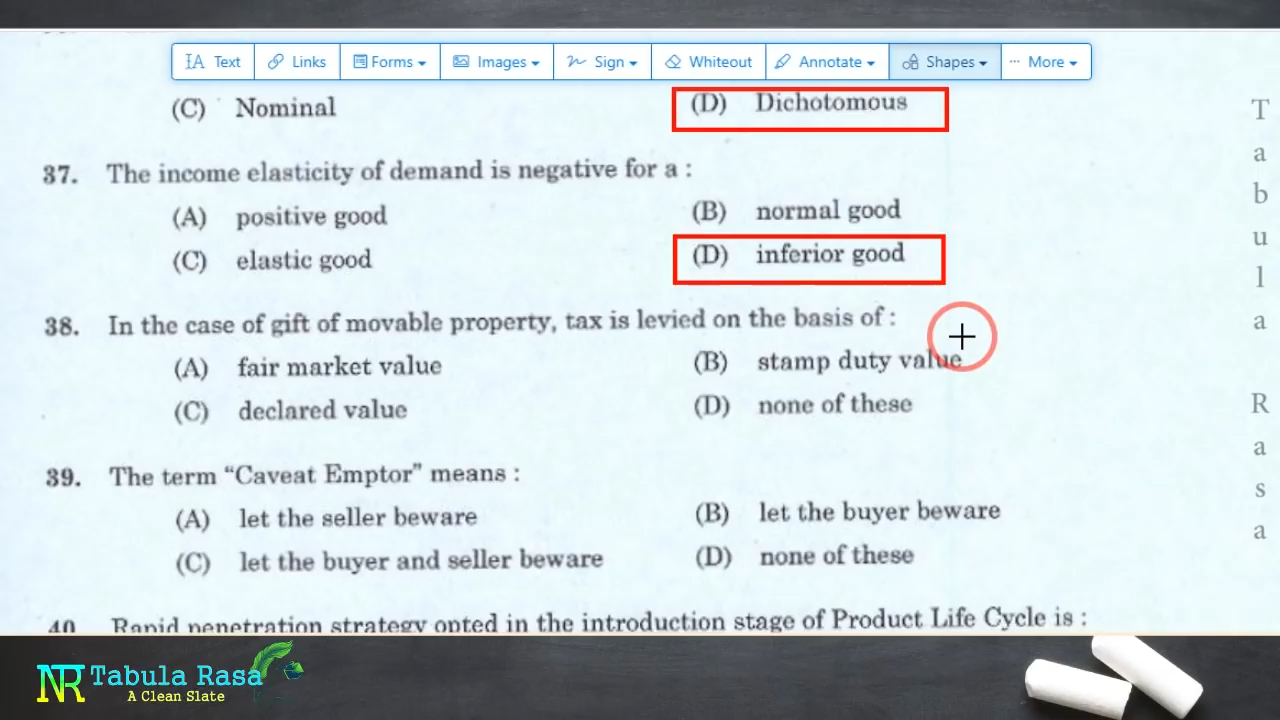 Text Links Forms Images Sign Whiteout Annotate Shapes More
(C) Nominal (D) Dichotomous
37. The income elasticity of demand is negative for a :
(A) positive good (B) normal good
(C) elastic good (D) inferior good
38. In the case of gift of movable property, tax is levied on the basis of :
(A) fair market value (B) stamp duty value
(C) declared value (D) none of these
39. The term “Caveat Emptor” means :
(A) let the seller beware (B) let the buyer beware
(C) let the buyer and seller beware (D) none of these
40. Rapid penetration strategy opted in the introduction stage of Product Life Cycle is :
Tabula Rasa
NR Tabula Rasa
A Clean Slate